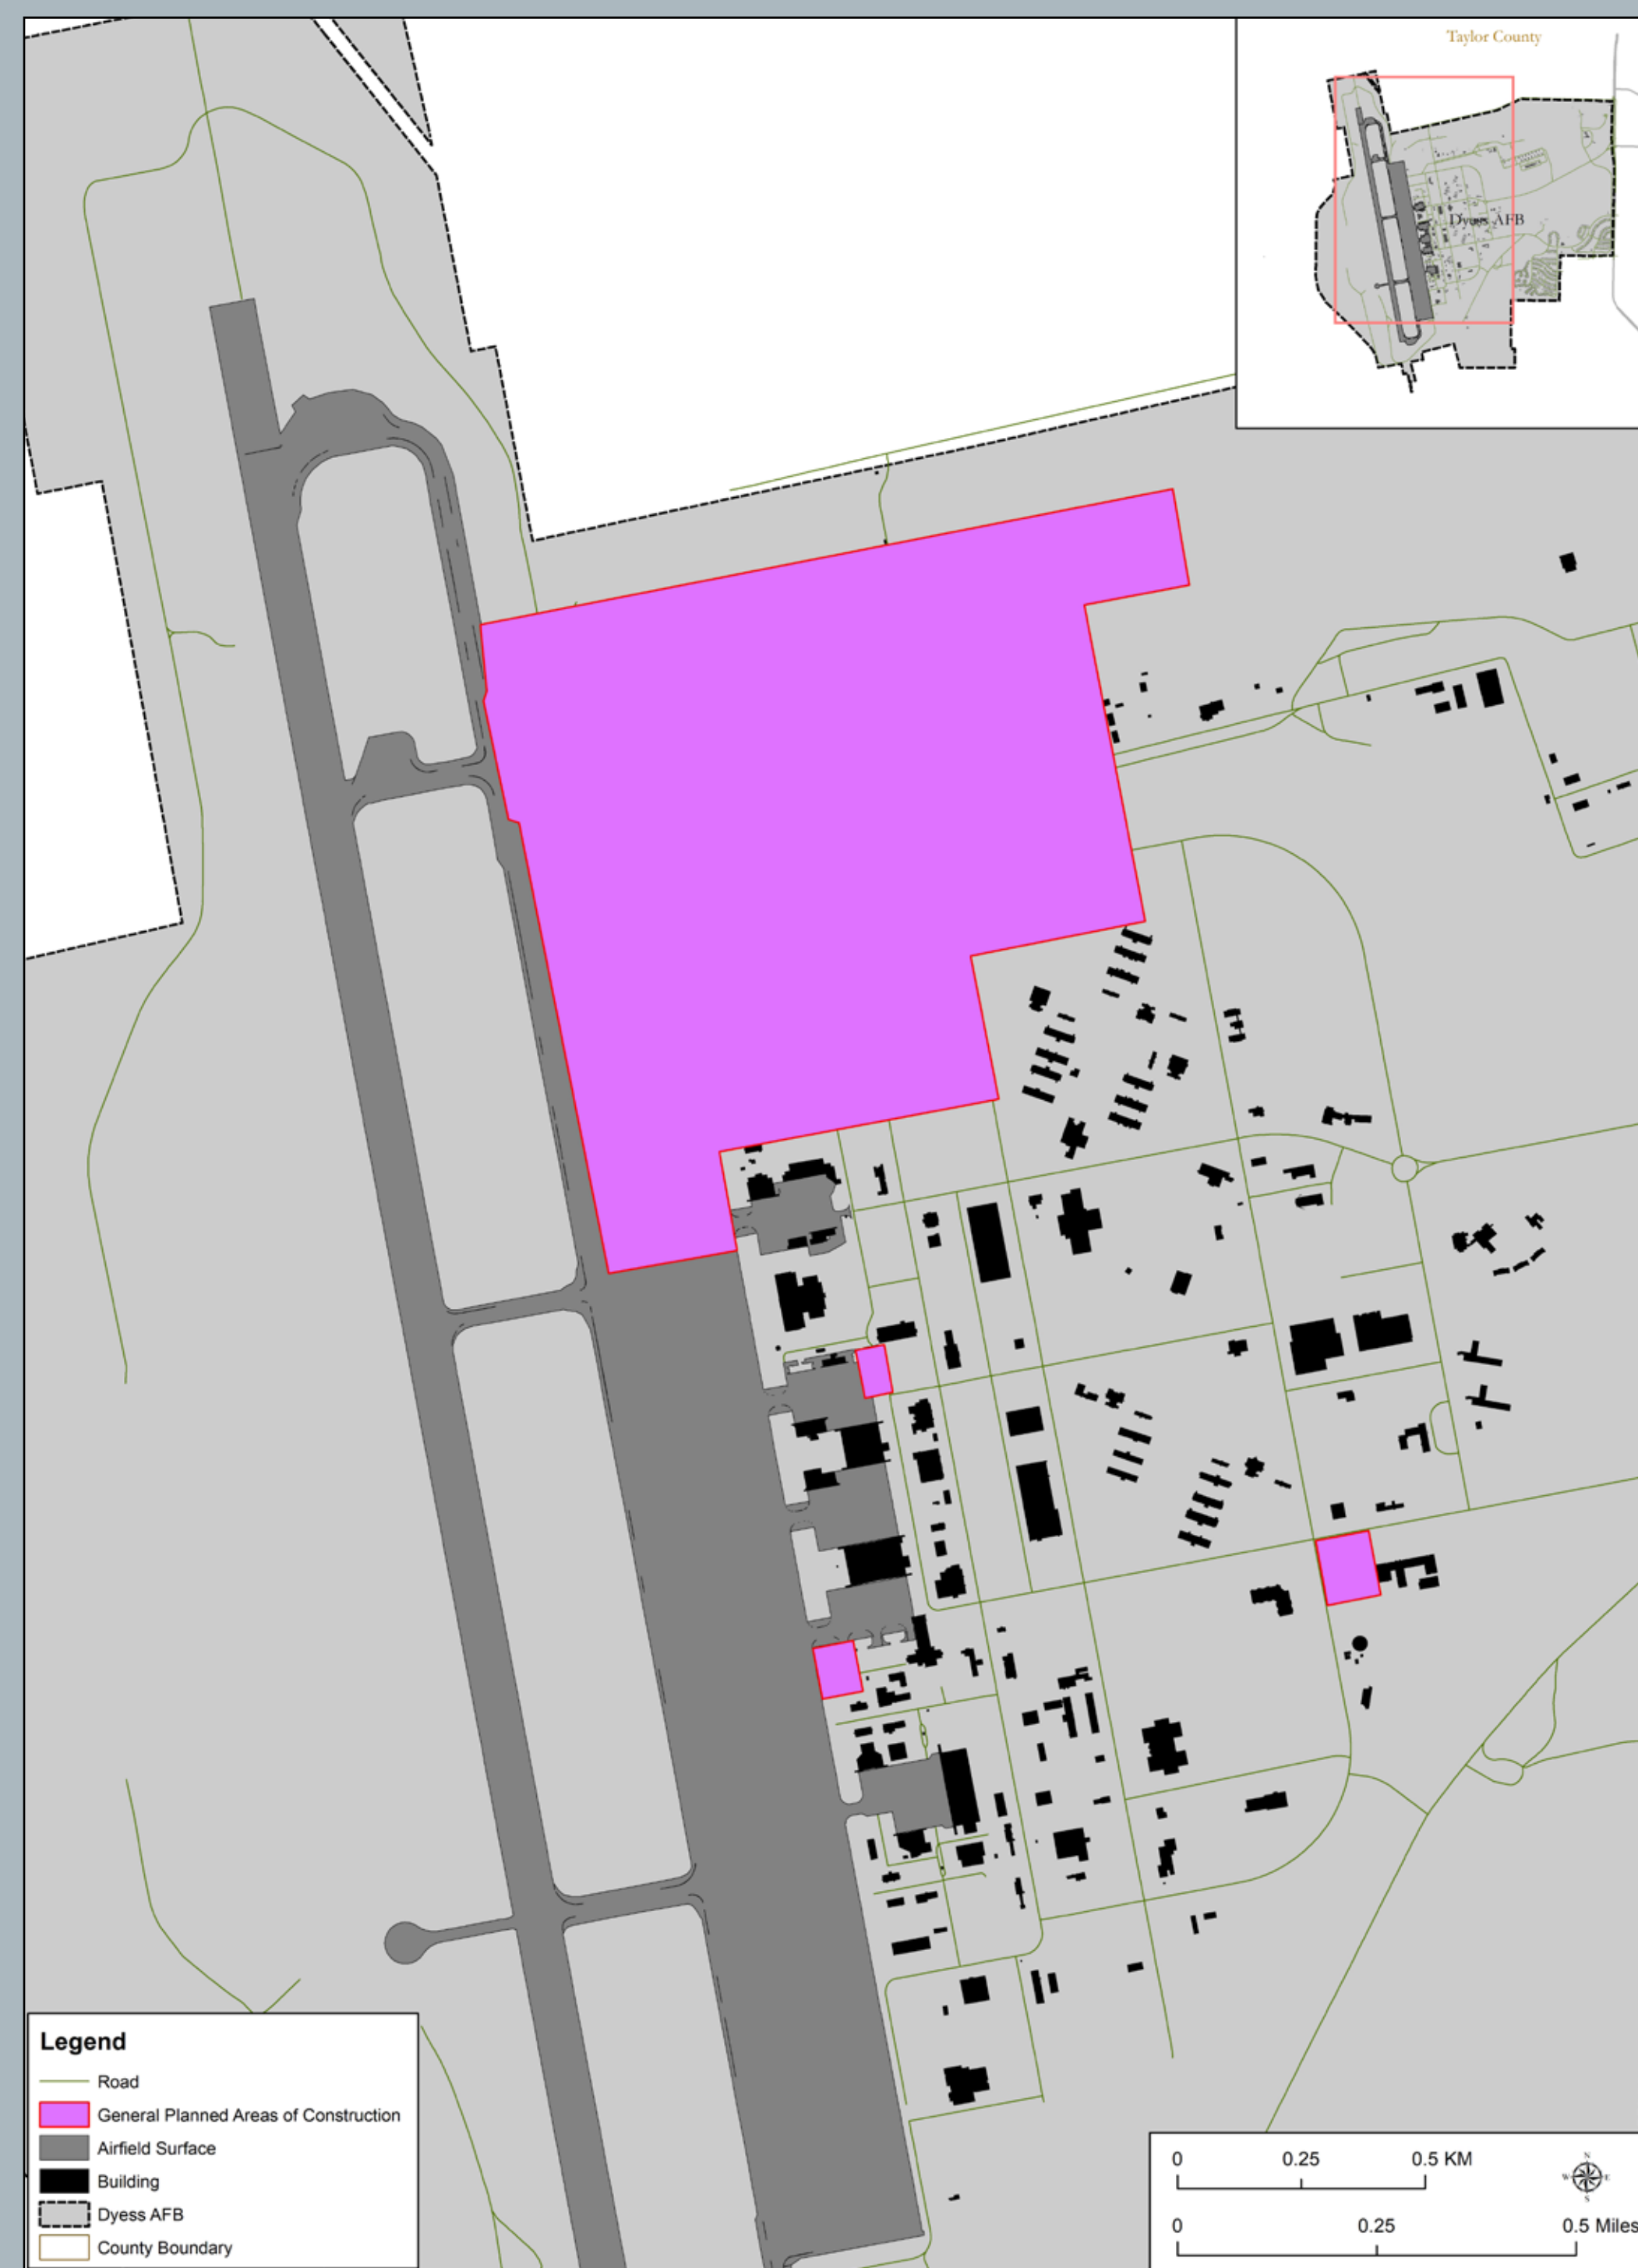 Taylor County
Dyess AFB
Legend
Road
General Planned Areas of Construction
Airfield Surface
Building
Dyess AFB
County Boundary
0 0.25 0.5 KM
N
W E
S
0 0.25 0.5 Miles